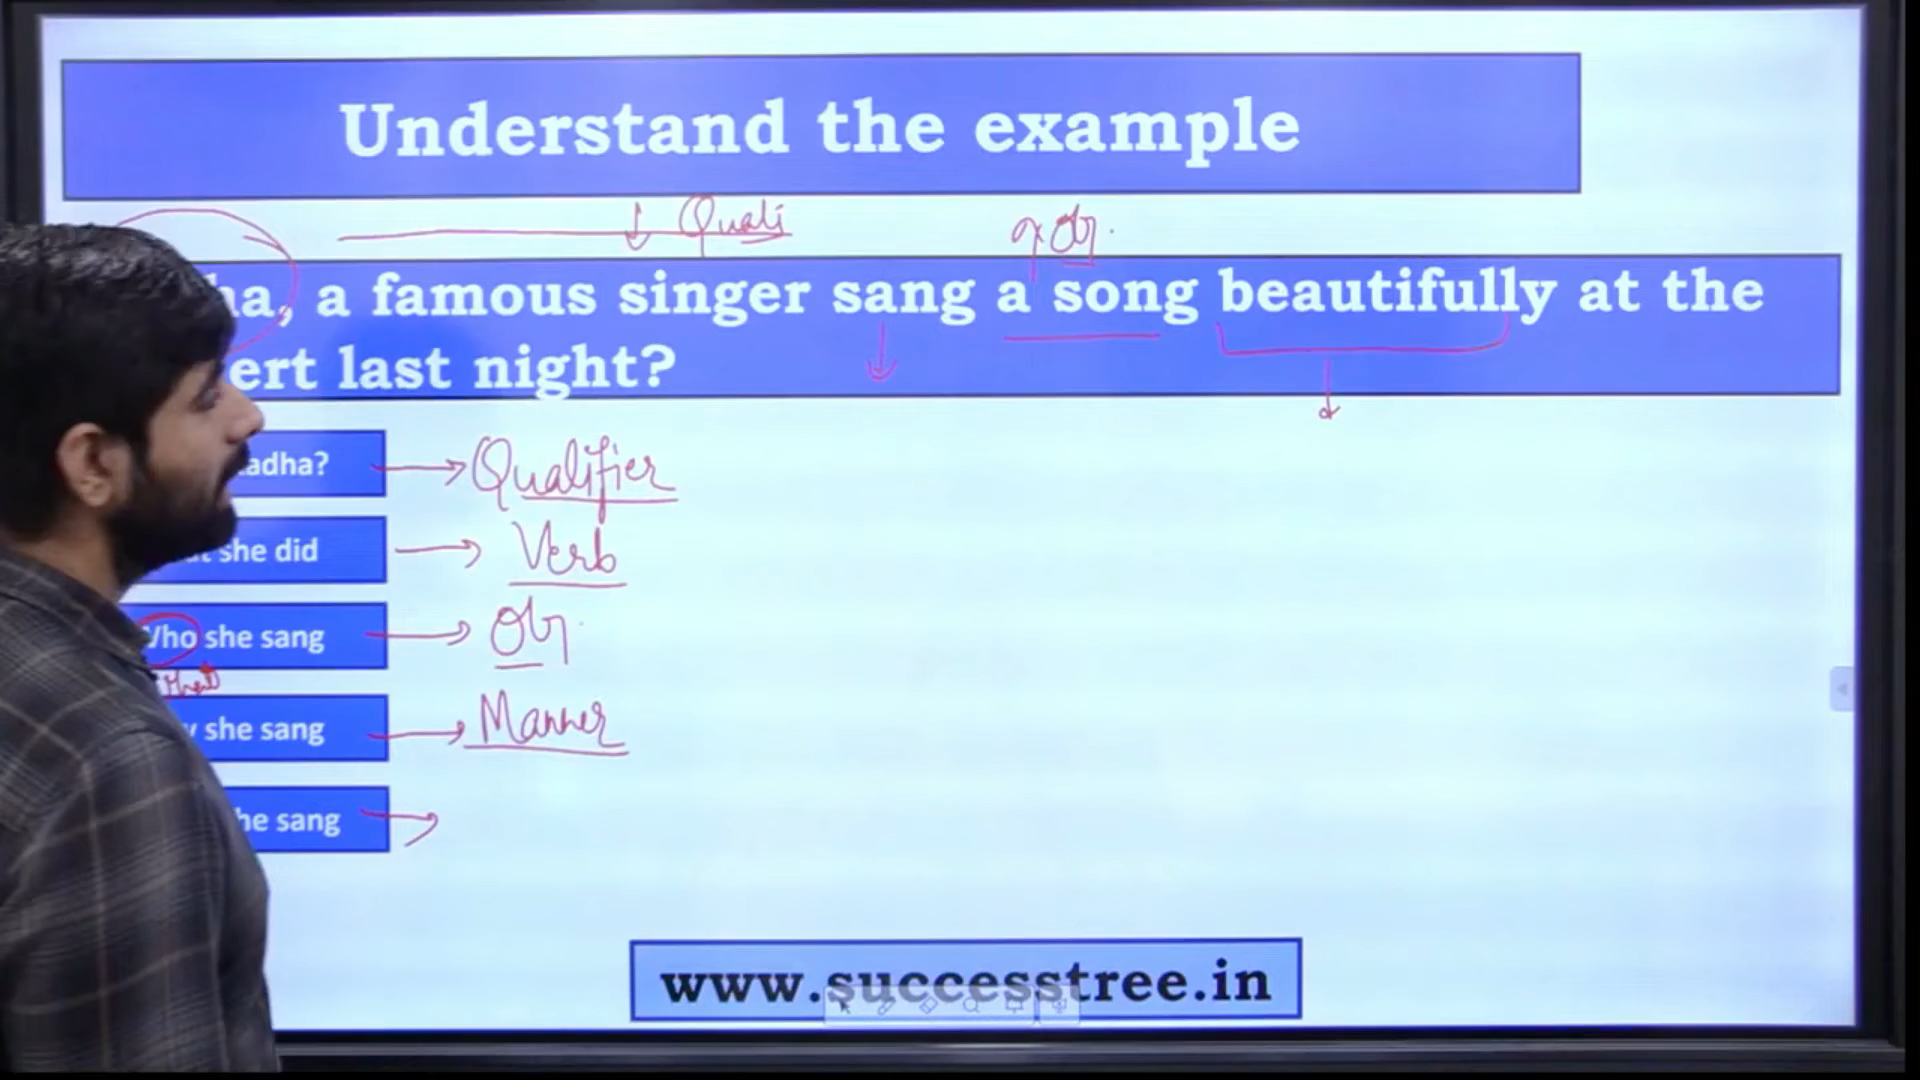 Understand the example
Quali
Obj.
ha, a famous singer sang a song beautifully at the
ert last night?
adha? Qualifier
she did Verb
Who she sang Obj.
What
she sang Manner
he sang
www.successtree.in